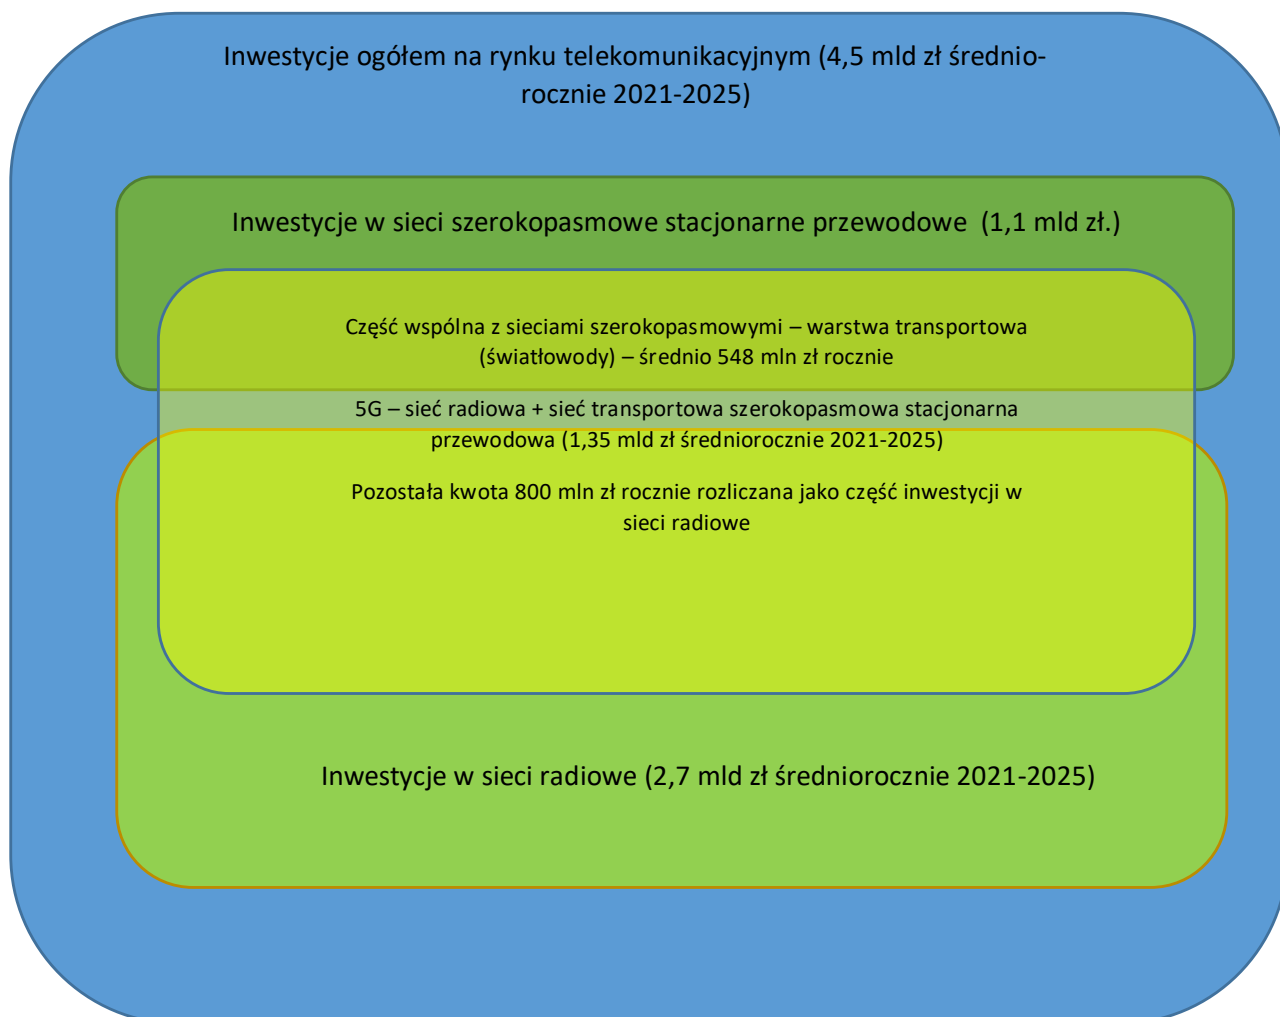 Inwestycje ogółem na rynku telekomunikacyjnym (4,5 mld zł średnio-
rocznie 2021-2025)
Inwestycje w sieci szerokopasmowe stacjonarne przewodowe  (1,1 mld zł.)
Część wspólna z sieciami szerokopasmowymi – warstwa transportowa
(światłowody) – średnio 548 mln zł rocznie
5G – sieć radiowa + sieć transportowa szerokopasmowa stacjonarna
przewodowa (1,35 mld zł średniorocznie 2021-2025)
Pozostała kwota 800 mln zł rocznie rozliczana jako część inwestycji w
sieci radiowe
Inwestycje w sieci radiowe (2,7 mld zł średniorocznie 2021-2025)